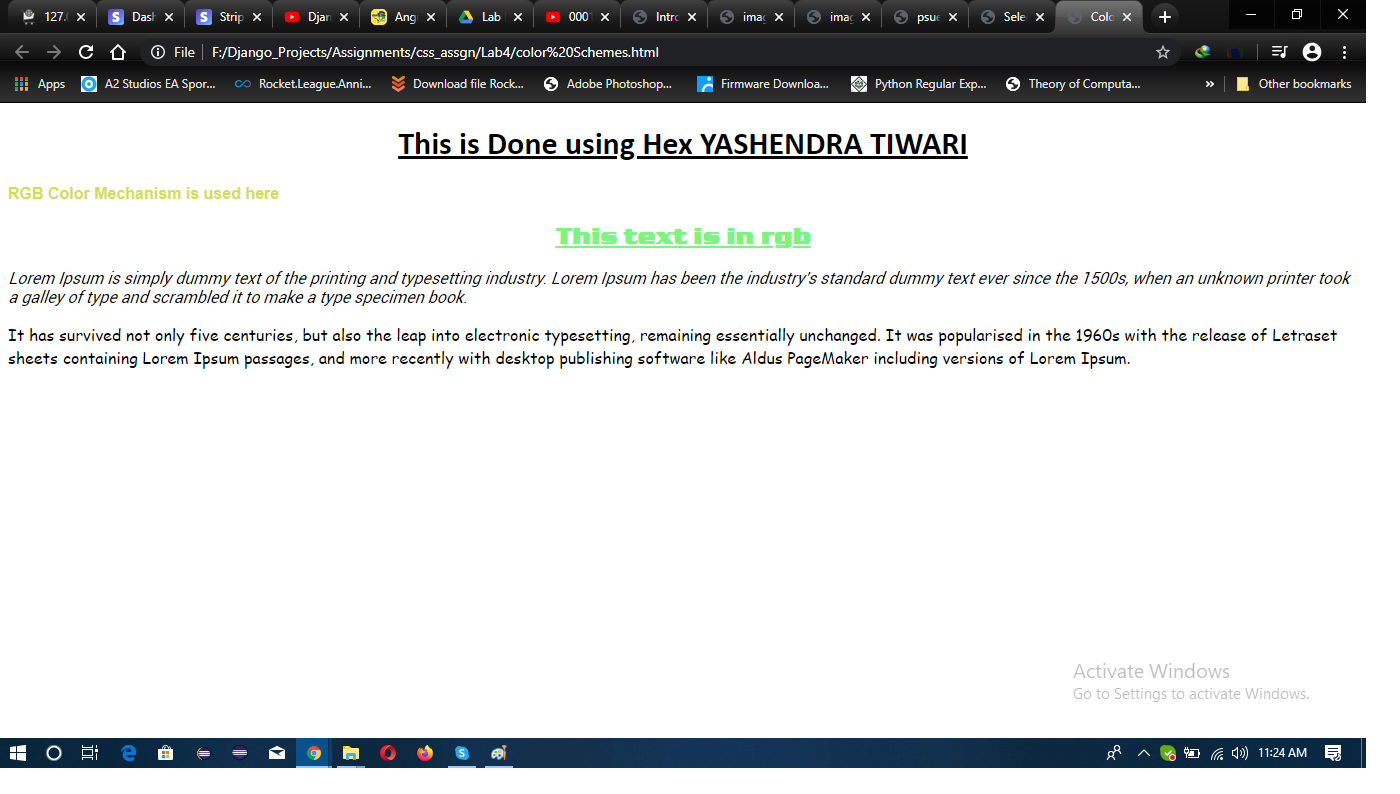 127.
Dash
Strip
Djan
Ang
Lab
0001
Intro
imag
imag
psue
Sele
Colo
File
F:/Django_Projects/Assignments/css_assgn/Lab4/color%20Schemes.html
Apps
A2 Studios EA Spor...
Rocket.League.Anni...
Download file Rock...
Adobe Photoshop...
Firmware Downloa...
Python Regular Exp...
Theory of Computa...
»
Other bookmarks
This is Done using Hex YASHENDRA TIWARI
RGB Color Mechanism is used here
This text is in rgb
Lorem Ipsum is simply dummy text of the printing and typesetting industry. Lorem Ipsum has been the industry's standard dummy text ever since the 1500s, when an unknown printer took
a galley of type and scrambled it to make a type specimen book.
It has survived not only five centuries, but also the leap into electronic typesetting, remaining essentially unchanged. It was popularised in the 1960s with the release of Letraset
sheets containing Lorem Ipsum passages, and more recently with desktop publishing software like Aldus PageMaker including versions of Lorem Ipsum.
Activate Windows
Go to Settings to activate Windows.
11:24 AM